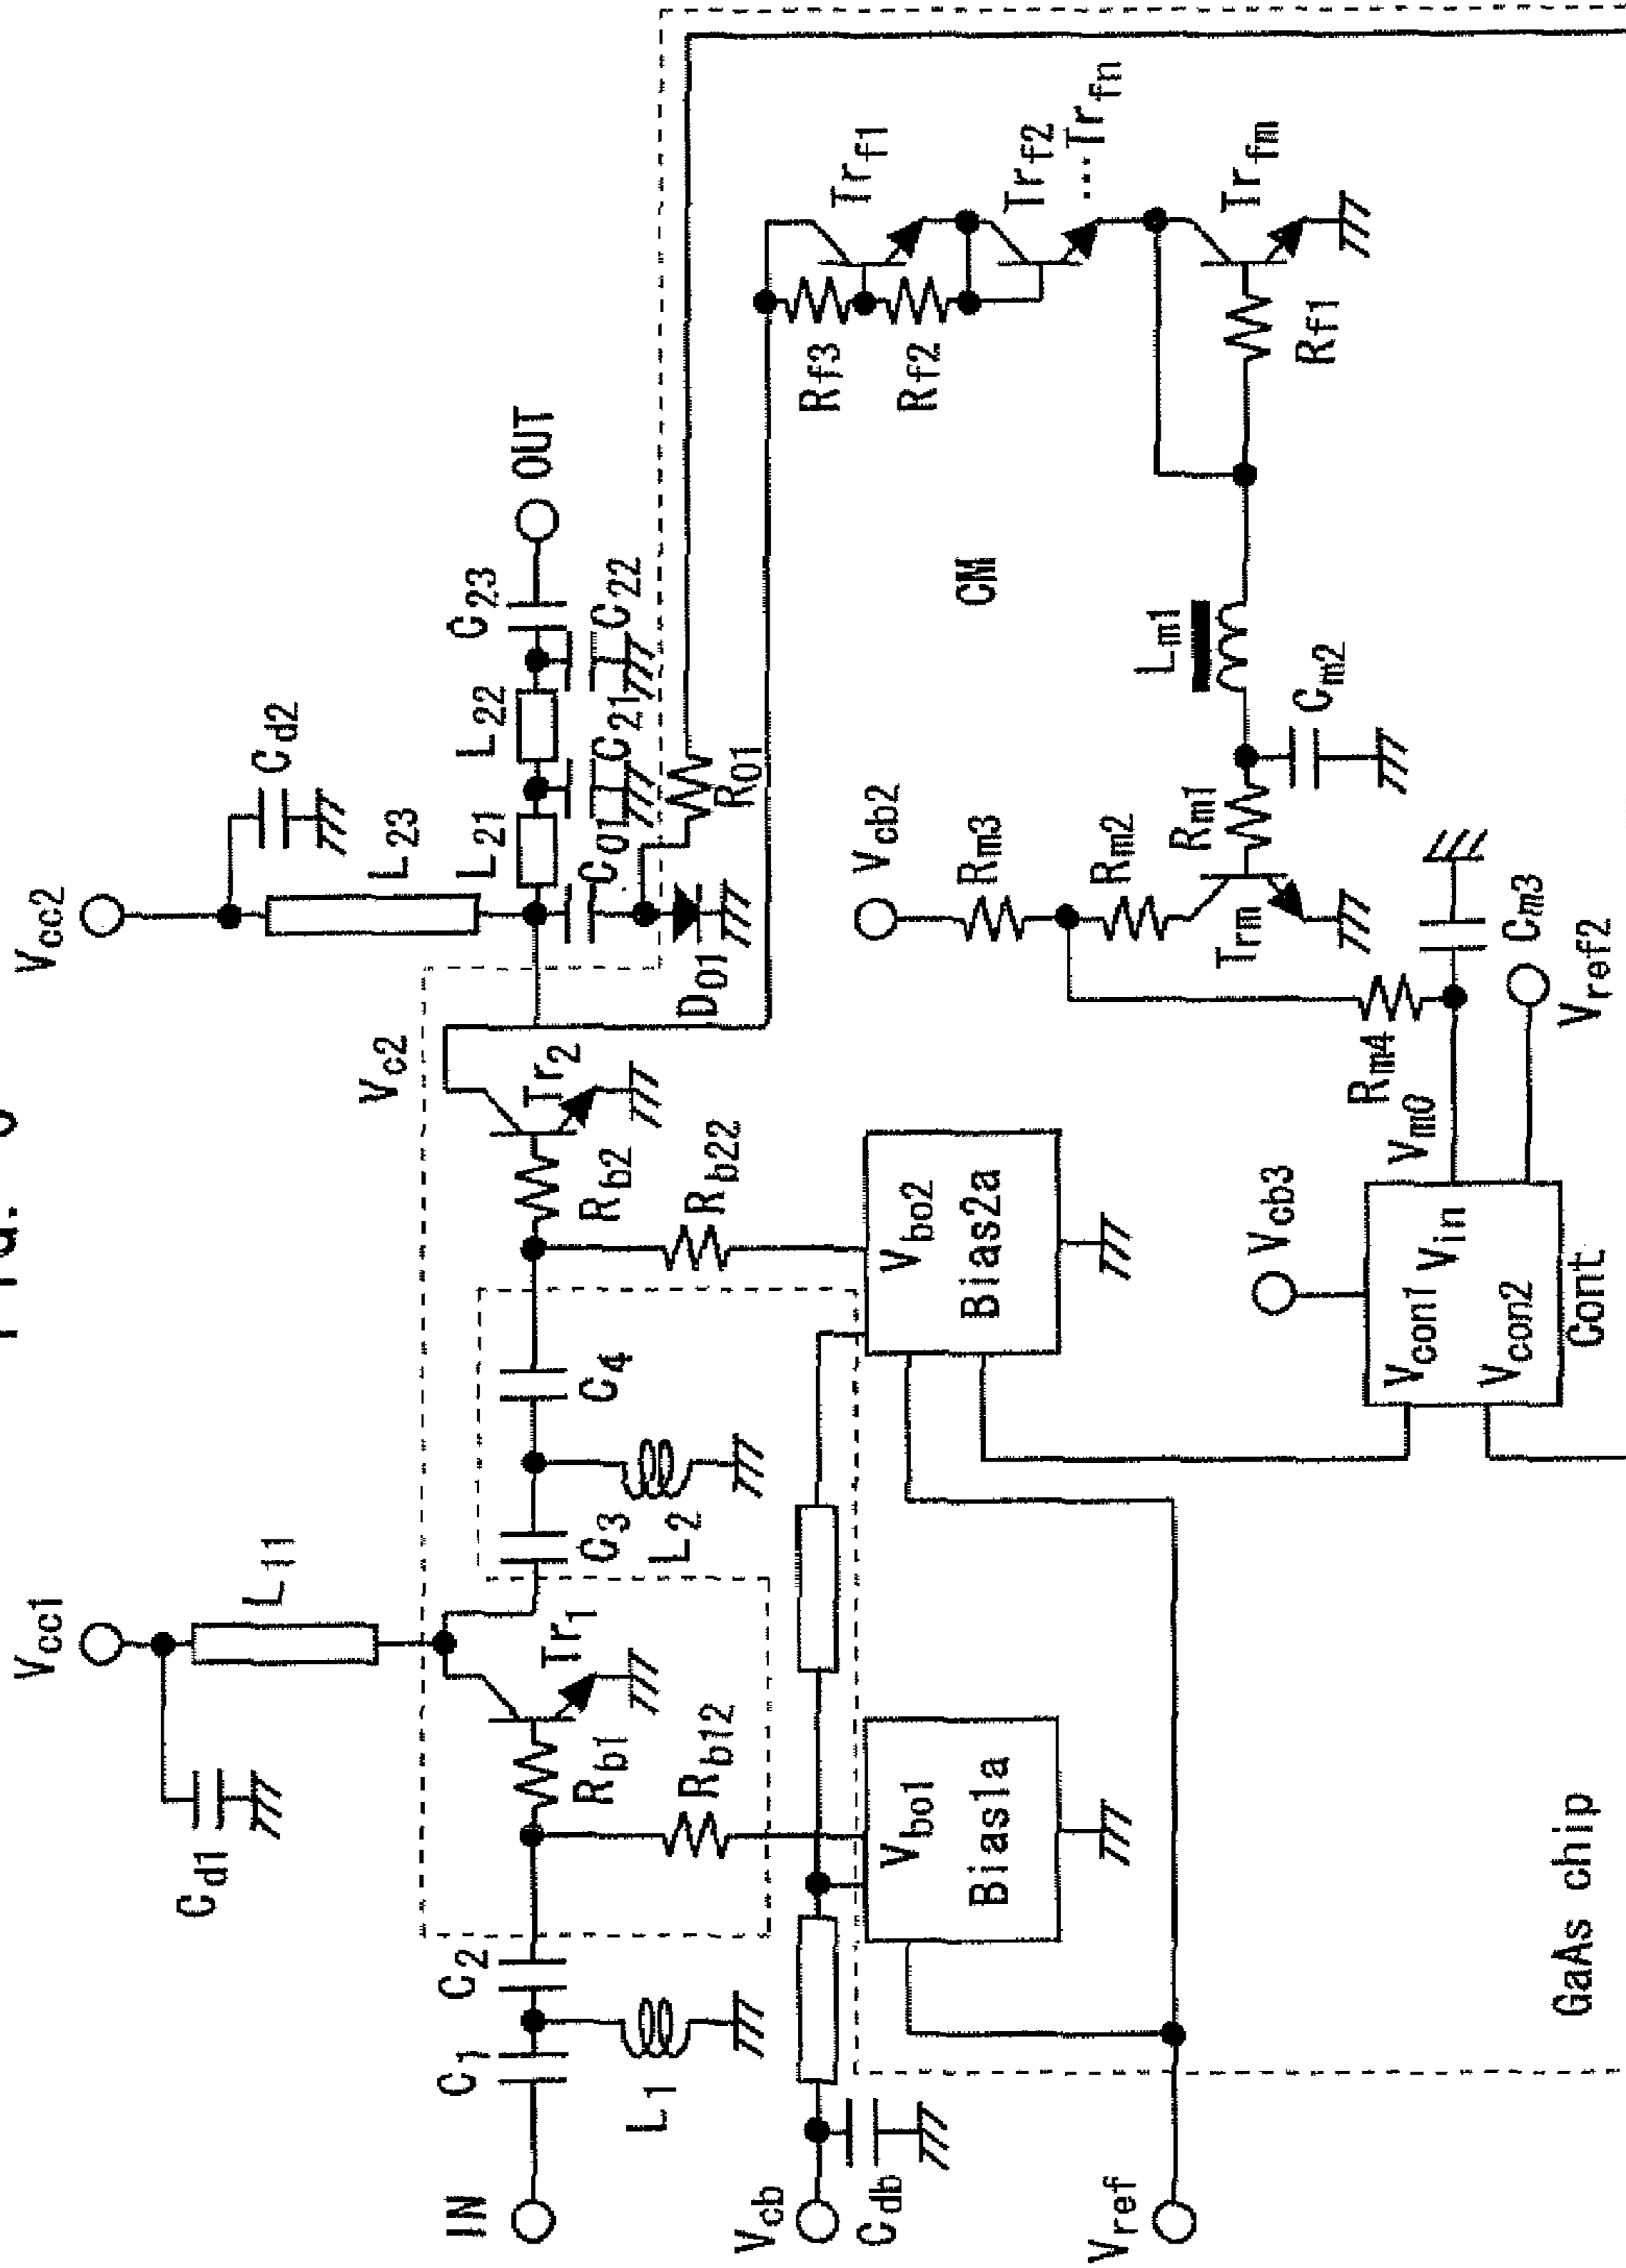 Vcc1
Vcc2
Cd1
L11
Cd2
L23
IN
C1
C2
L1
Rb1
Tr1
Rb12
C3
L2
C4
Rb2
Tr2
Vc2
Rb22
L21
L22
C23
OUT
C01
C21
C22
D01
R01
Vcb
Cdb
Vbo1
Bias1a
Vbo2
Bias2a
Vref
Rf3
Rf2
Trf1
Trf2
...Trfn
Trfm
Rf1
CM
Lm1
Cm2
Vcb2
Rm3
Rm2
Rm1
Trm
Rm4
Cm3
Vref2
Vm0
Vcb3
Vcon1
Vin
Vcon2
Cont
GaAs chip